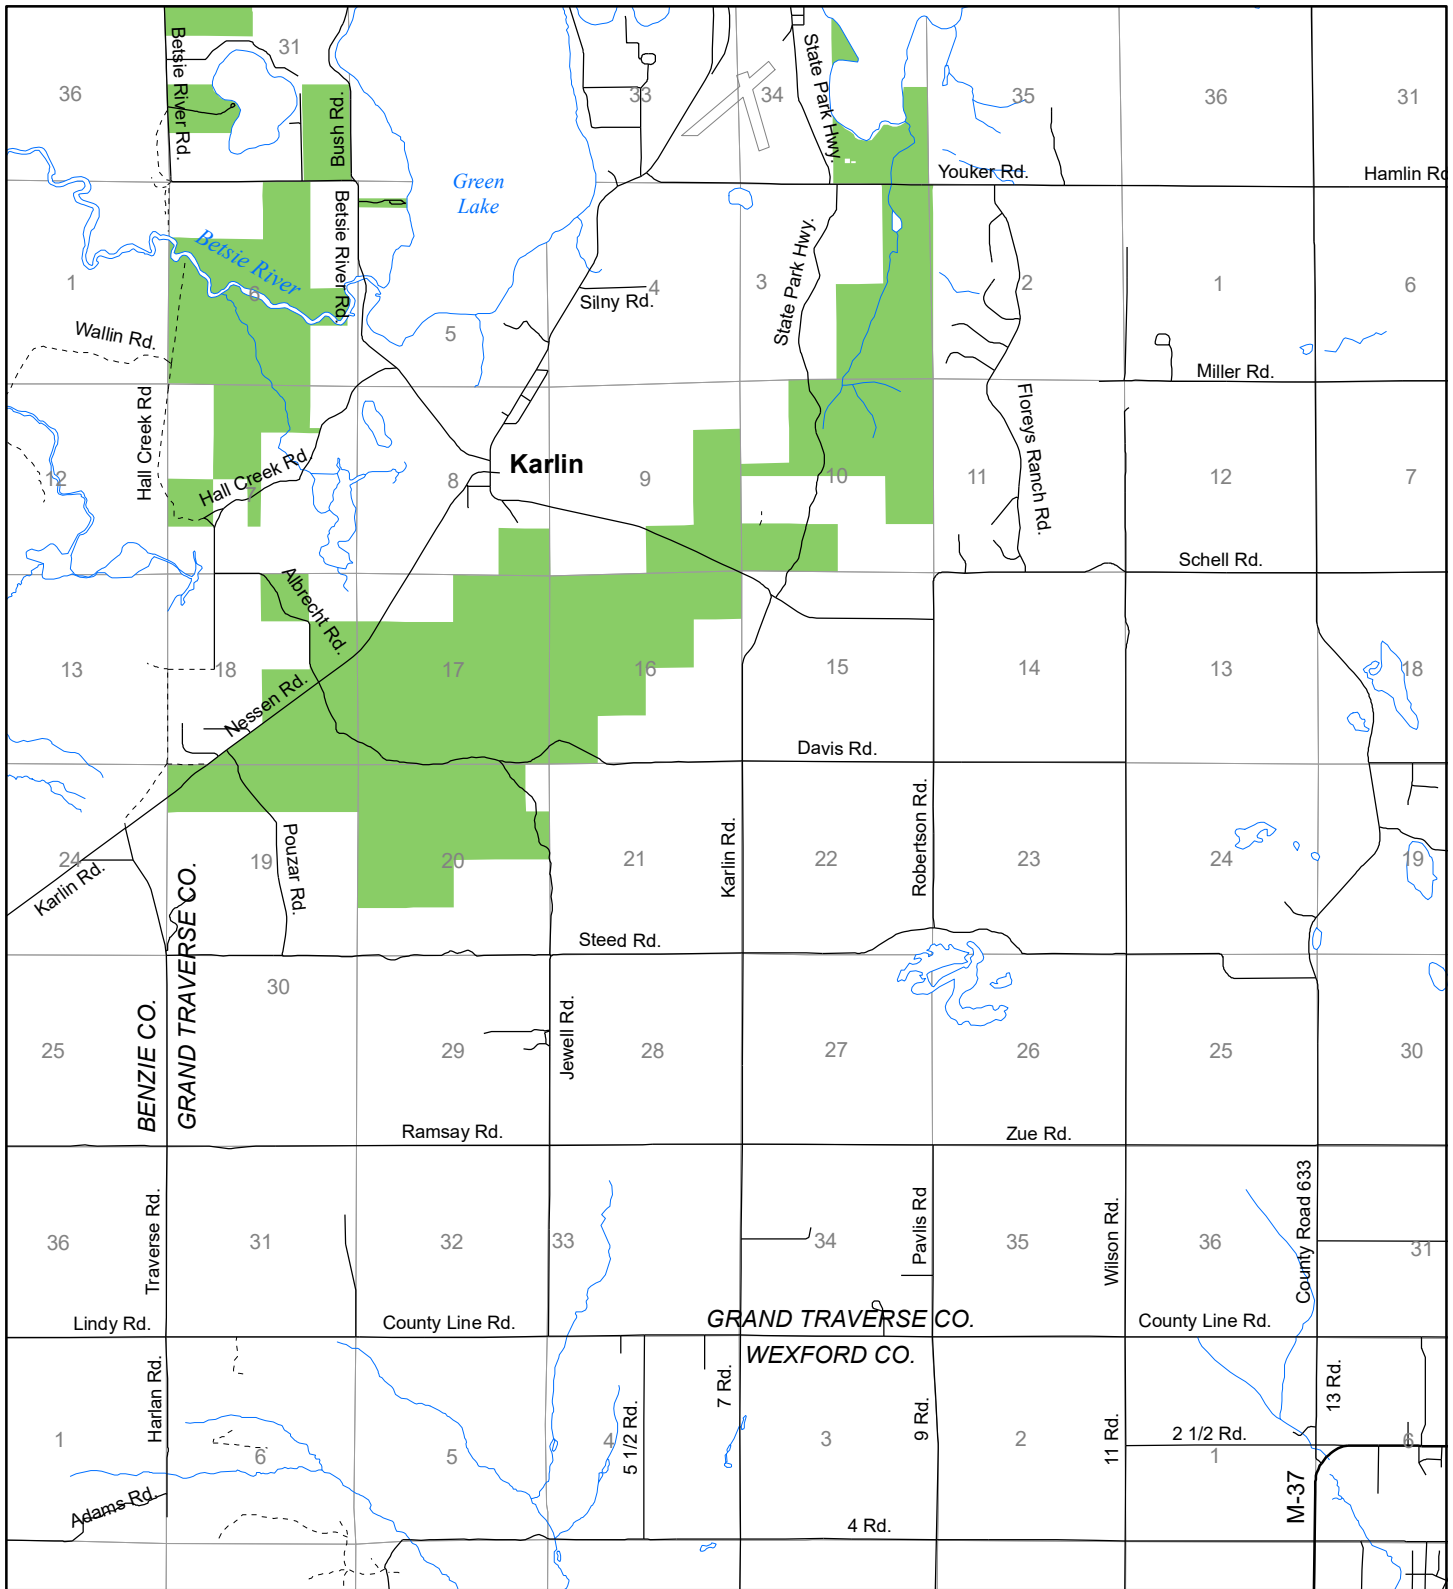 31
36
Betsie River Rd.
Bush Rd.
33
34
State Park Hwy.
35
36
31
Youker Rd.
Hamlin Rd
Green
Lake
Betsie River
Betsie River Rd
1
6
Wallin Rd.
5
4
Silny Rd.
3
State Park Hwy.
2
1
6
Miller Rd.
Hall Creek Rd
Hall Creek Rd.
12
7
8
Karlin
9
10
11
Floreys Ranch Rd.
12
7
Schell Rd.
Albrecht Rd.
13
18
Nessen Rd.
17
16
15
14
13
18
Davis Rd.
24
Karlin Rd.
19
Pouzar Rd.
20
21
Karlin Rd.
22
Robertson Rd.
23
24
19
Steed Rd.
BENZIE CO.
GRAND TRAVERSE CO.
30
25
29
Jewell Rd.
28
27
26
25
30
Ramsay Rd.
Zue Rd.
36
Traverse Rd.
31
32
33
34
Pavlis Rd
35
Wilson Rd.
36
County Road 633
31
Lindy Rd.
County Line Rd.
GRAND TRAVERSE CO.
County Line Rd.
WEXFORD CO.
1
Harlan Rd.
6
5
4
5 1/2 Rd.
7 Rd.
3
9 Rd.
2
11 Rd.
2 1/2 Rd.
1
13 Rd.
6
Adams Rd.
4 Rd.
M-37